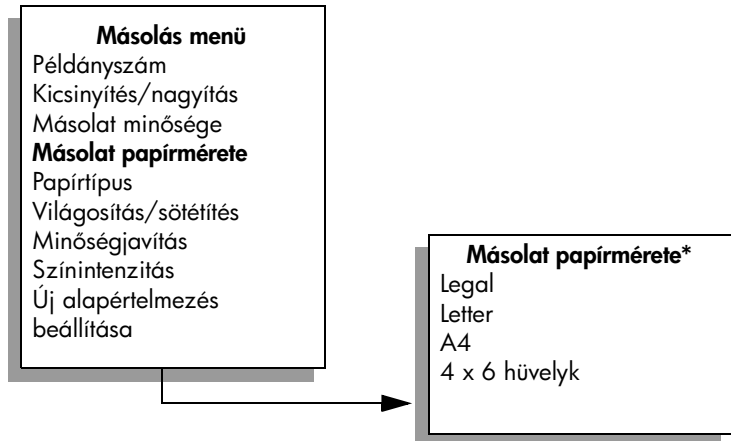 Másolás menü
Példányszám
Kicsinyítés/nagyítás
Másolat minősége
Másolat papírmérete
Papírtípus
Világosítás/sötétítés
Minőségjavítás
Színintenzitás
Új alapértelmezés
beállítása
Másolat papírmérete*
Legal
Letter
A4
4 x 6 hüvelyk